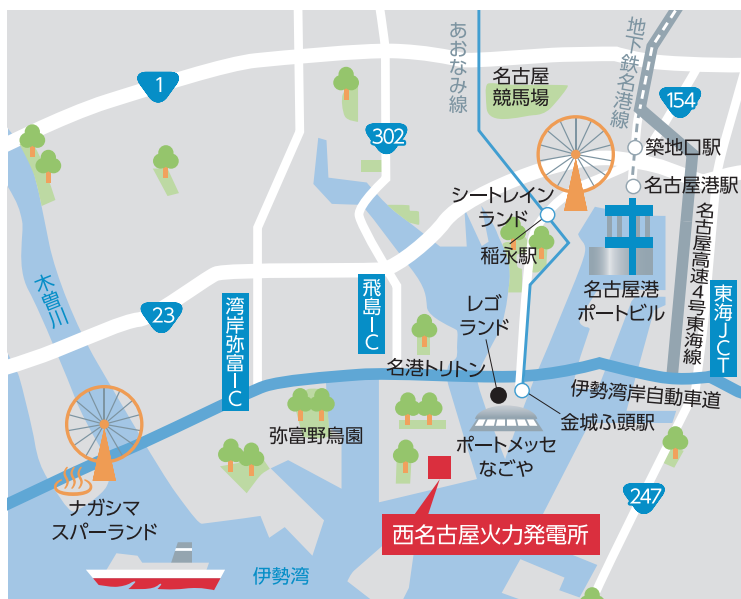 あおなみ線
地下鉄名港線
1
名古屋
競馬場
154
302
築地口駅
名古屋港駅
シートレイン
ランド
稲永駅
名古屋高速4号東海線
木曽川
名古屋港
ポートビル
23
湾岸弥富IC
飛島IC
レゴ
ランド
東海JCT
名港トリトン
伊勢湾岸自動車道
弥富野鳥園
金城ふ頭駅
ポートメッセ
なごや
ナガシマ
スパーランド
247
西名古屋火力発電所
伊勢湾